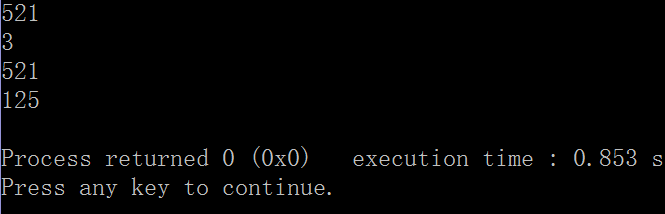 521
3
521
125
Process returned 0 (0x0)   execution time : 0.853 s
Press any key to continue.